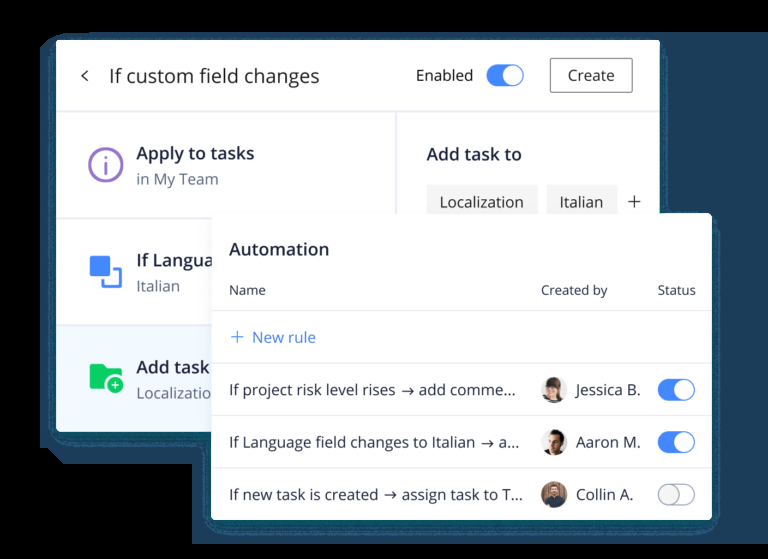 If custom field changes
Enabled
Create
Apply to tasks
in My Team
Add task to
Localization
Italian
If Langua
Italian
Add task
Localizatio
Automation
Name
Created by
Status
+ New rule
If project risk level rises → add comme...
Jessica B.
If Language field changes to Italian → a...
Aaron M.
If new task is created → assign task to T...
Collin A.